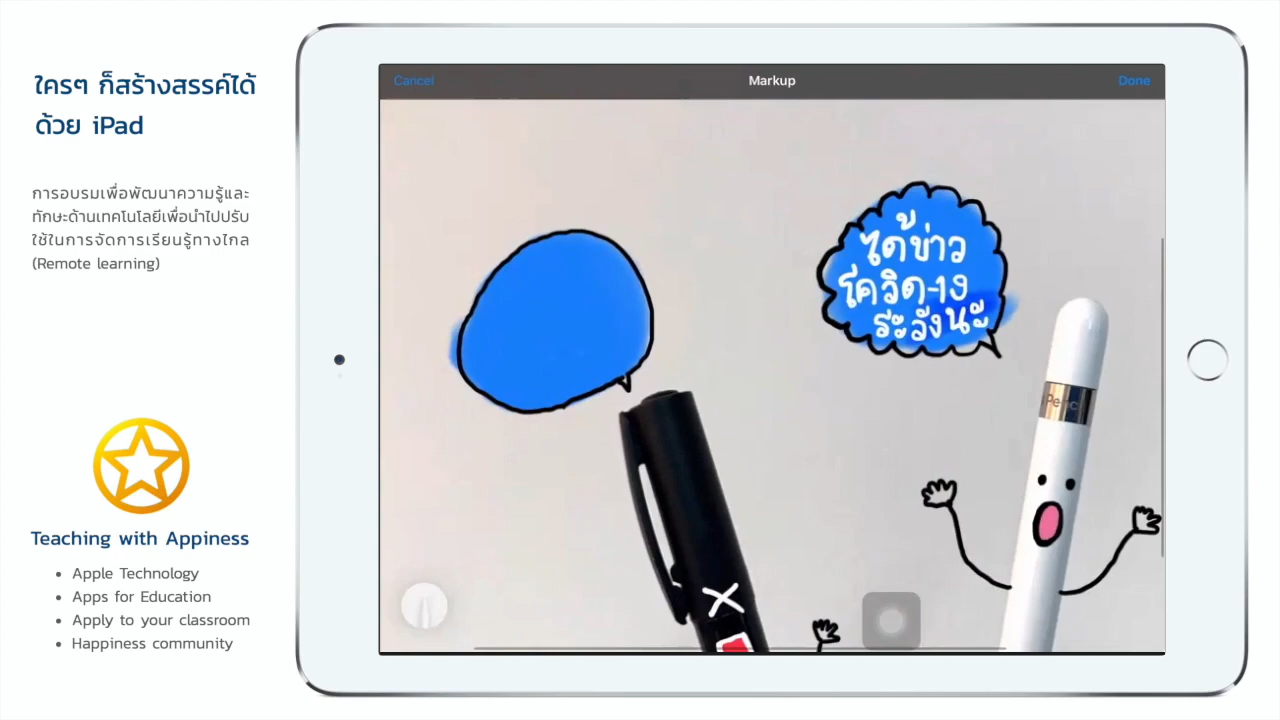 ใครๆ ก็สร้างสรรค์ได้
ด้วย iPad
การอบรมเพื่อพัฒนาความรู้และ
ทักษะด้านเทคโนโลยีเพื่อนำไปปรับ
ใช้ในการจัดการเรียนรู้ทางไกล
(Remote learning)
Teaching with Appiness
• Apple Technology
• Apps for Education
• Apply to your classroom
• Happiness community
Cancel Markup Done
ได้ข่าว
โควิด-19
ระวังนะ
Pencil